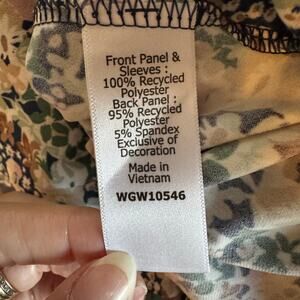 Front Panel &
Sleeves :
100% Recycled
Polyester
Back Panel :
95% Recycled
Polyester
5% Spandex
Exclusive of
Decoration
Made in
Vietnam
WGW10546